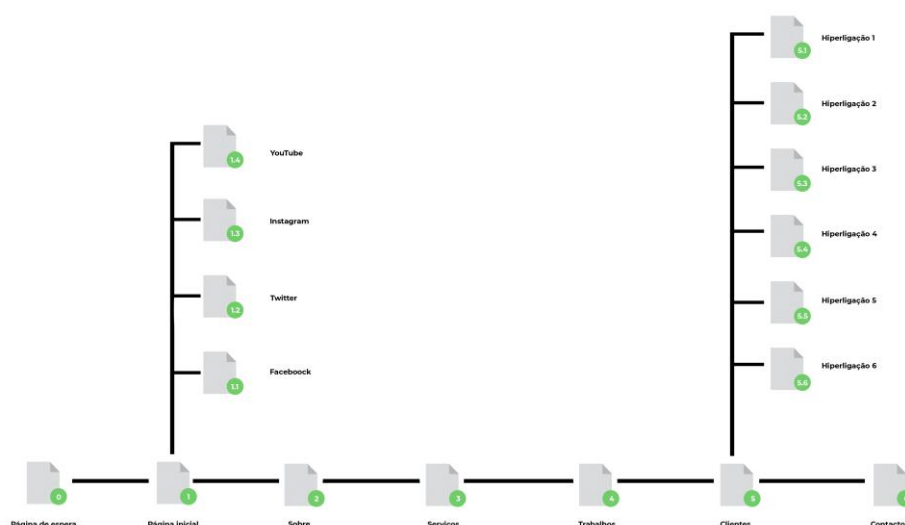 5.1 Hiperligação 1
5.2 Hiperligação 2
5.3 Hiperligação 3
5.4 Hiperligação 4
5.5 Hiperligação 5
5.6 Hiperligação 6
1.4 YouTube
1.3 Instagram
1.2 Twitter
1.1 Faceboock
0 1 2 3 4 5
Página de espera Página inicial Sobre Serviços Trabalhos Clientes Contacto